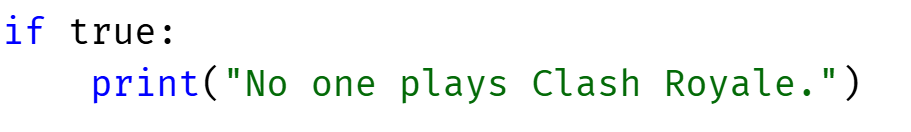 if true:
    print("No one plays Clash Royale.")